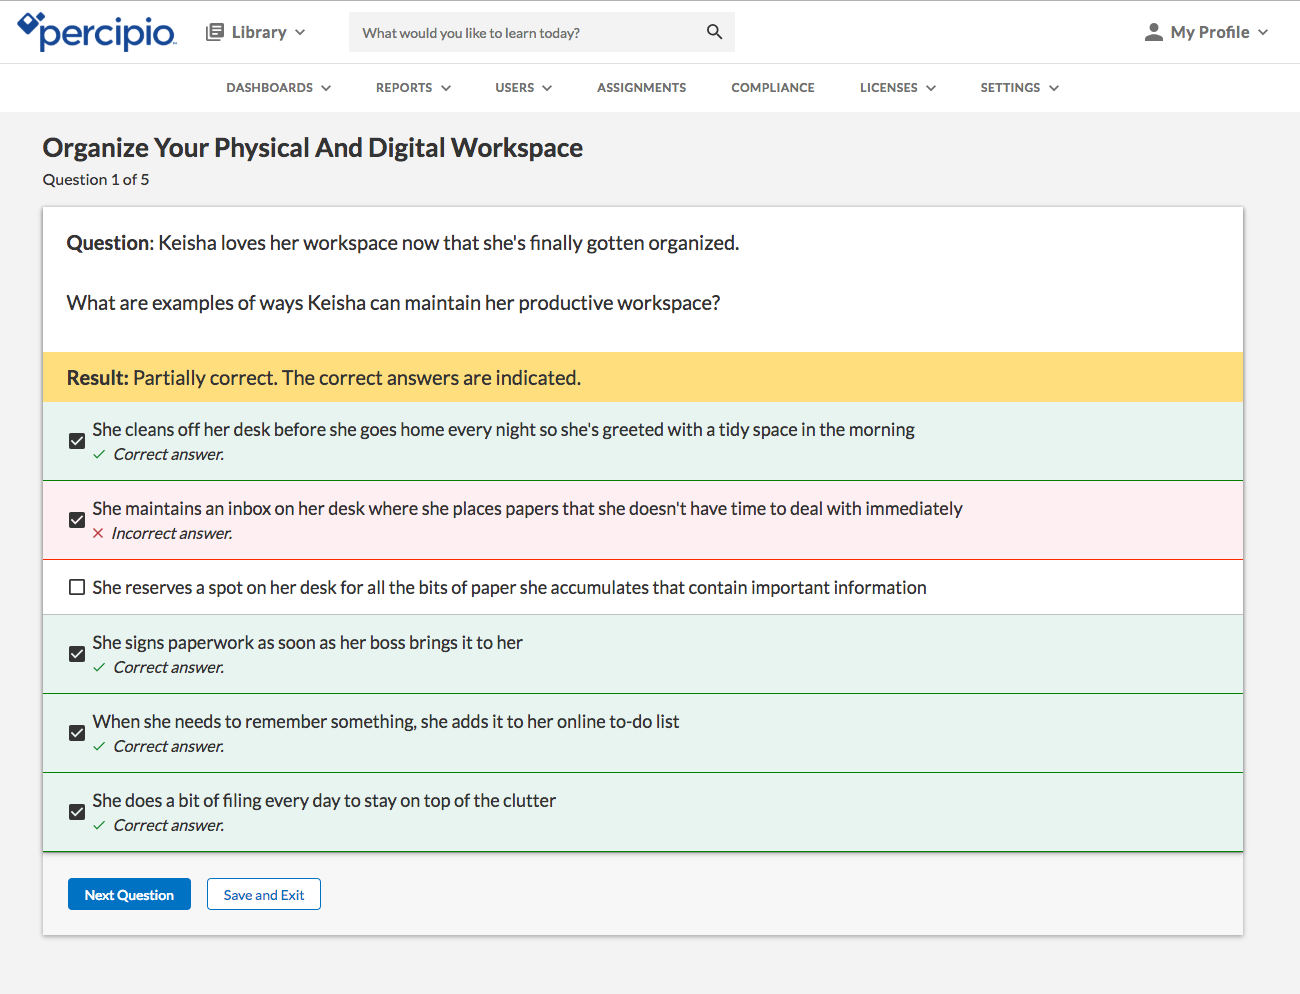 percipio
Library
What would you like to learn today?
My Profile
DASHBOARDS
REPORTS
USERS
ASSIGNMENTS
COMPLIANCE
LICENSES
SETTINGS
Organize Your Physical And Digital Workspace
Question 1 of 5
Question: Keisha loves her workspace now that she's finally gotten organized.
What are examples of ways Keisha can maintain her productive workspace?
Result: Partially correct. The correct answers are indicated.
She cleans off her desk before she goes home every night so she's greeted with a tidy space in the morning
Correct answer.
She maintains an inbox on her desk where she places papers that she doesn't have time to deal with immediately
Incorrect answer.
She reserves a spot on her desk for all the bits of paper she accumulates that contain important information
She signs paperwork as soon as her boss brings it to her
Correct answer.
When she needs to remember something, she adds it to her online to-do list
Correct answer.
She does a bit of filing every day to stay on top of the clutter
Correct answer.
Next Question
Save and Exit